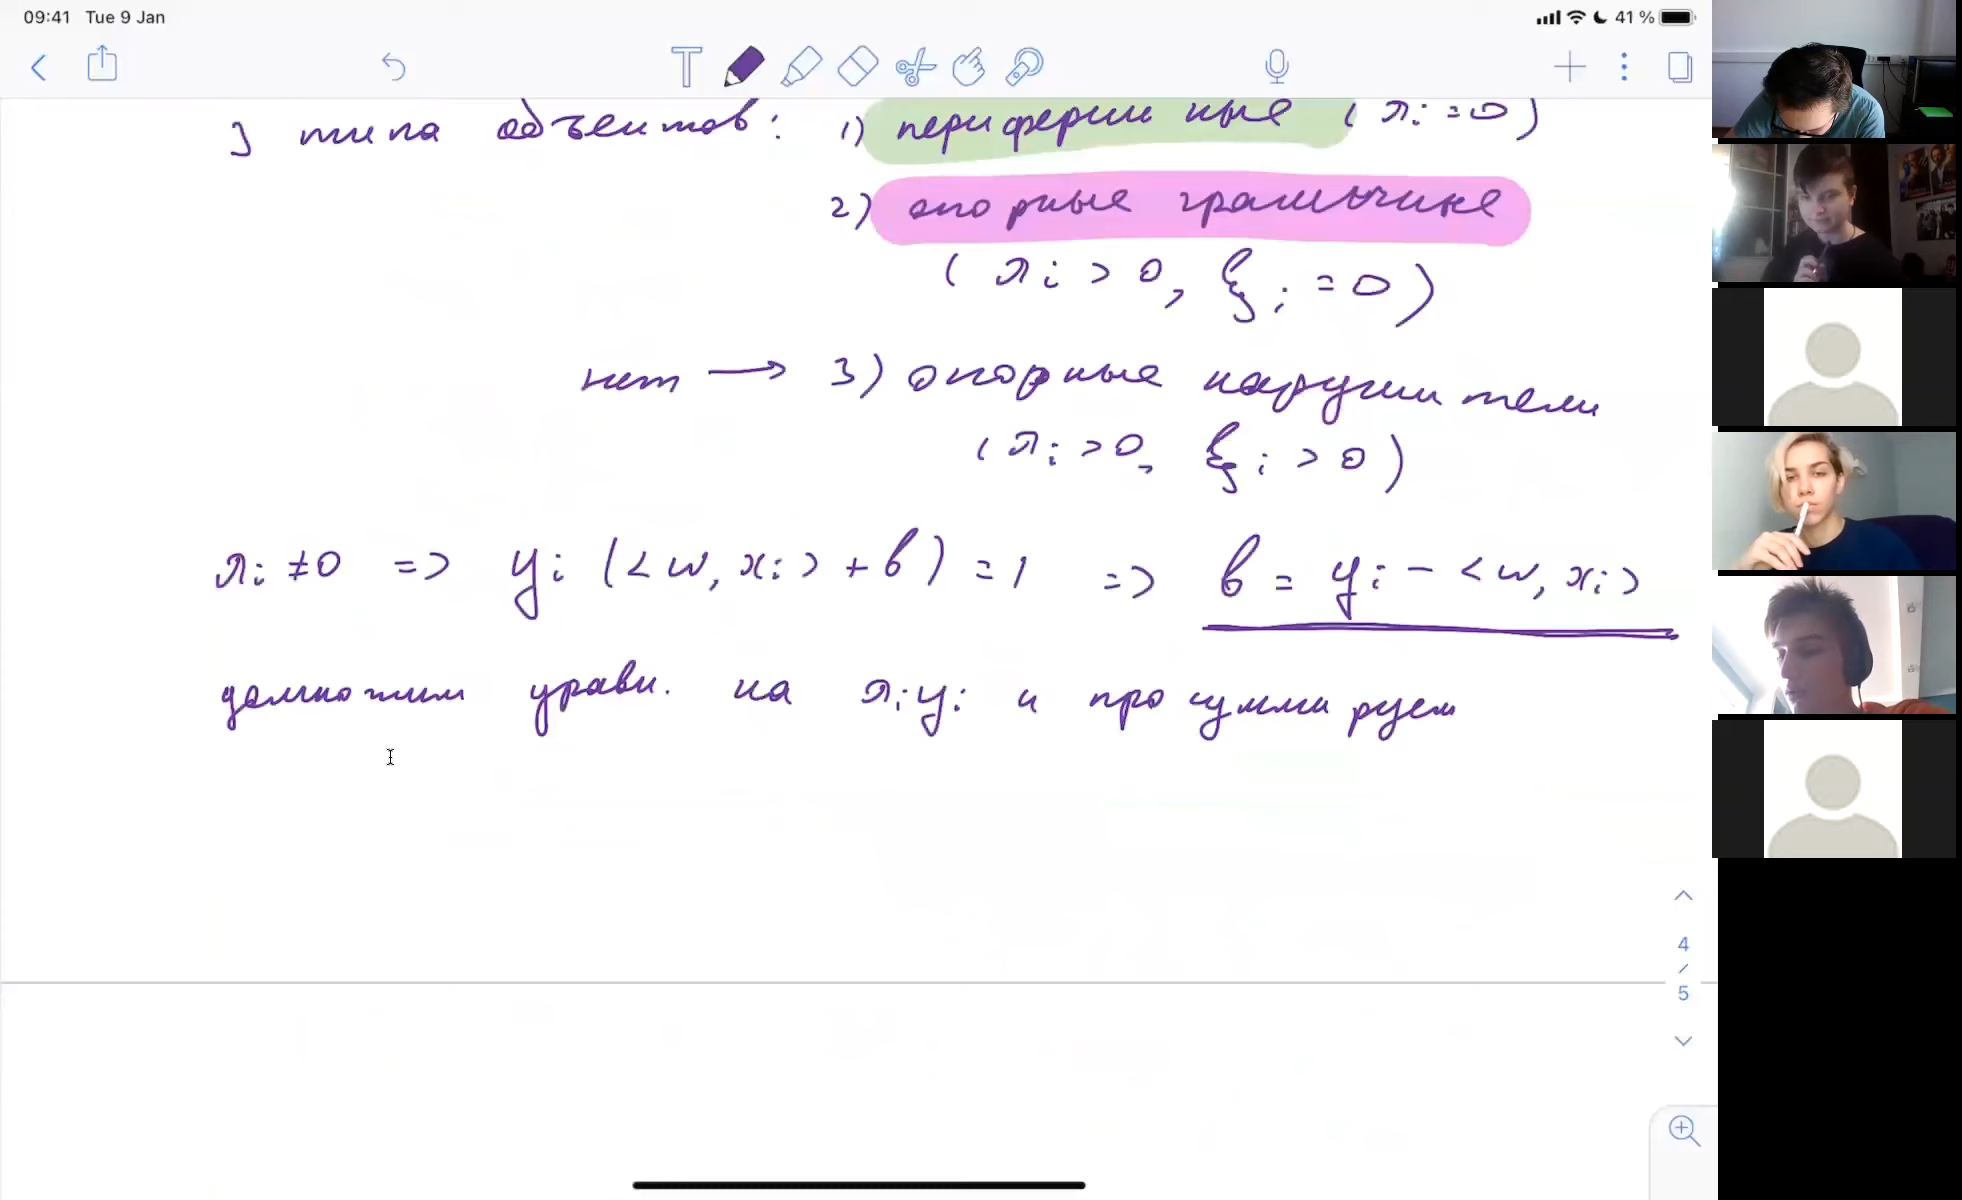 09:41 Tue 9 Jan 41 %
3 типа объектов: 1) периферийные (λi = 0)
2) опорные граничные
(λi > 0, ξi = 0)
нет → 3) опорные нарушители
(λi > 0, ξi > 0)
λi ≠ 0 => yi (<w, xi> + b) = 1 => b = yi - <w, xi>
домножим уравн. на λi yi и просуммируем
4
/
5